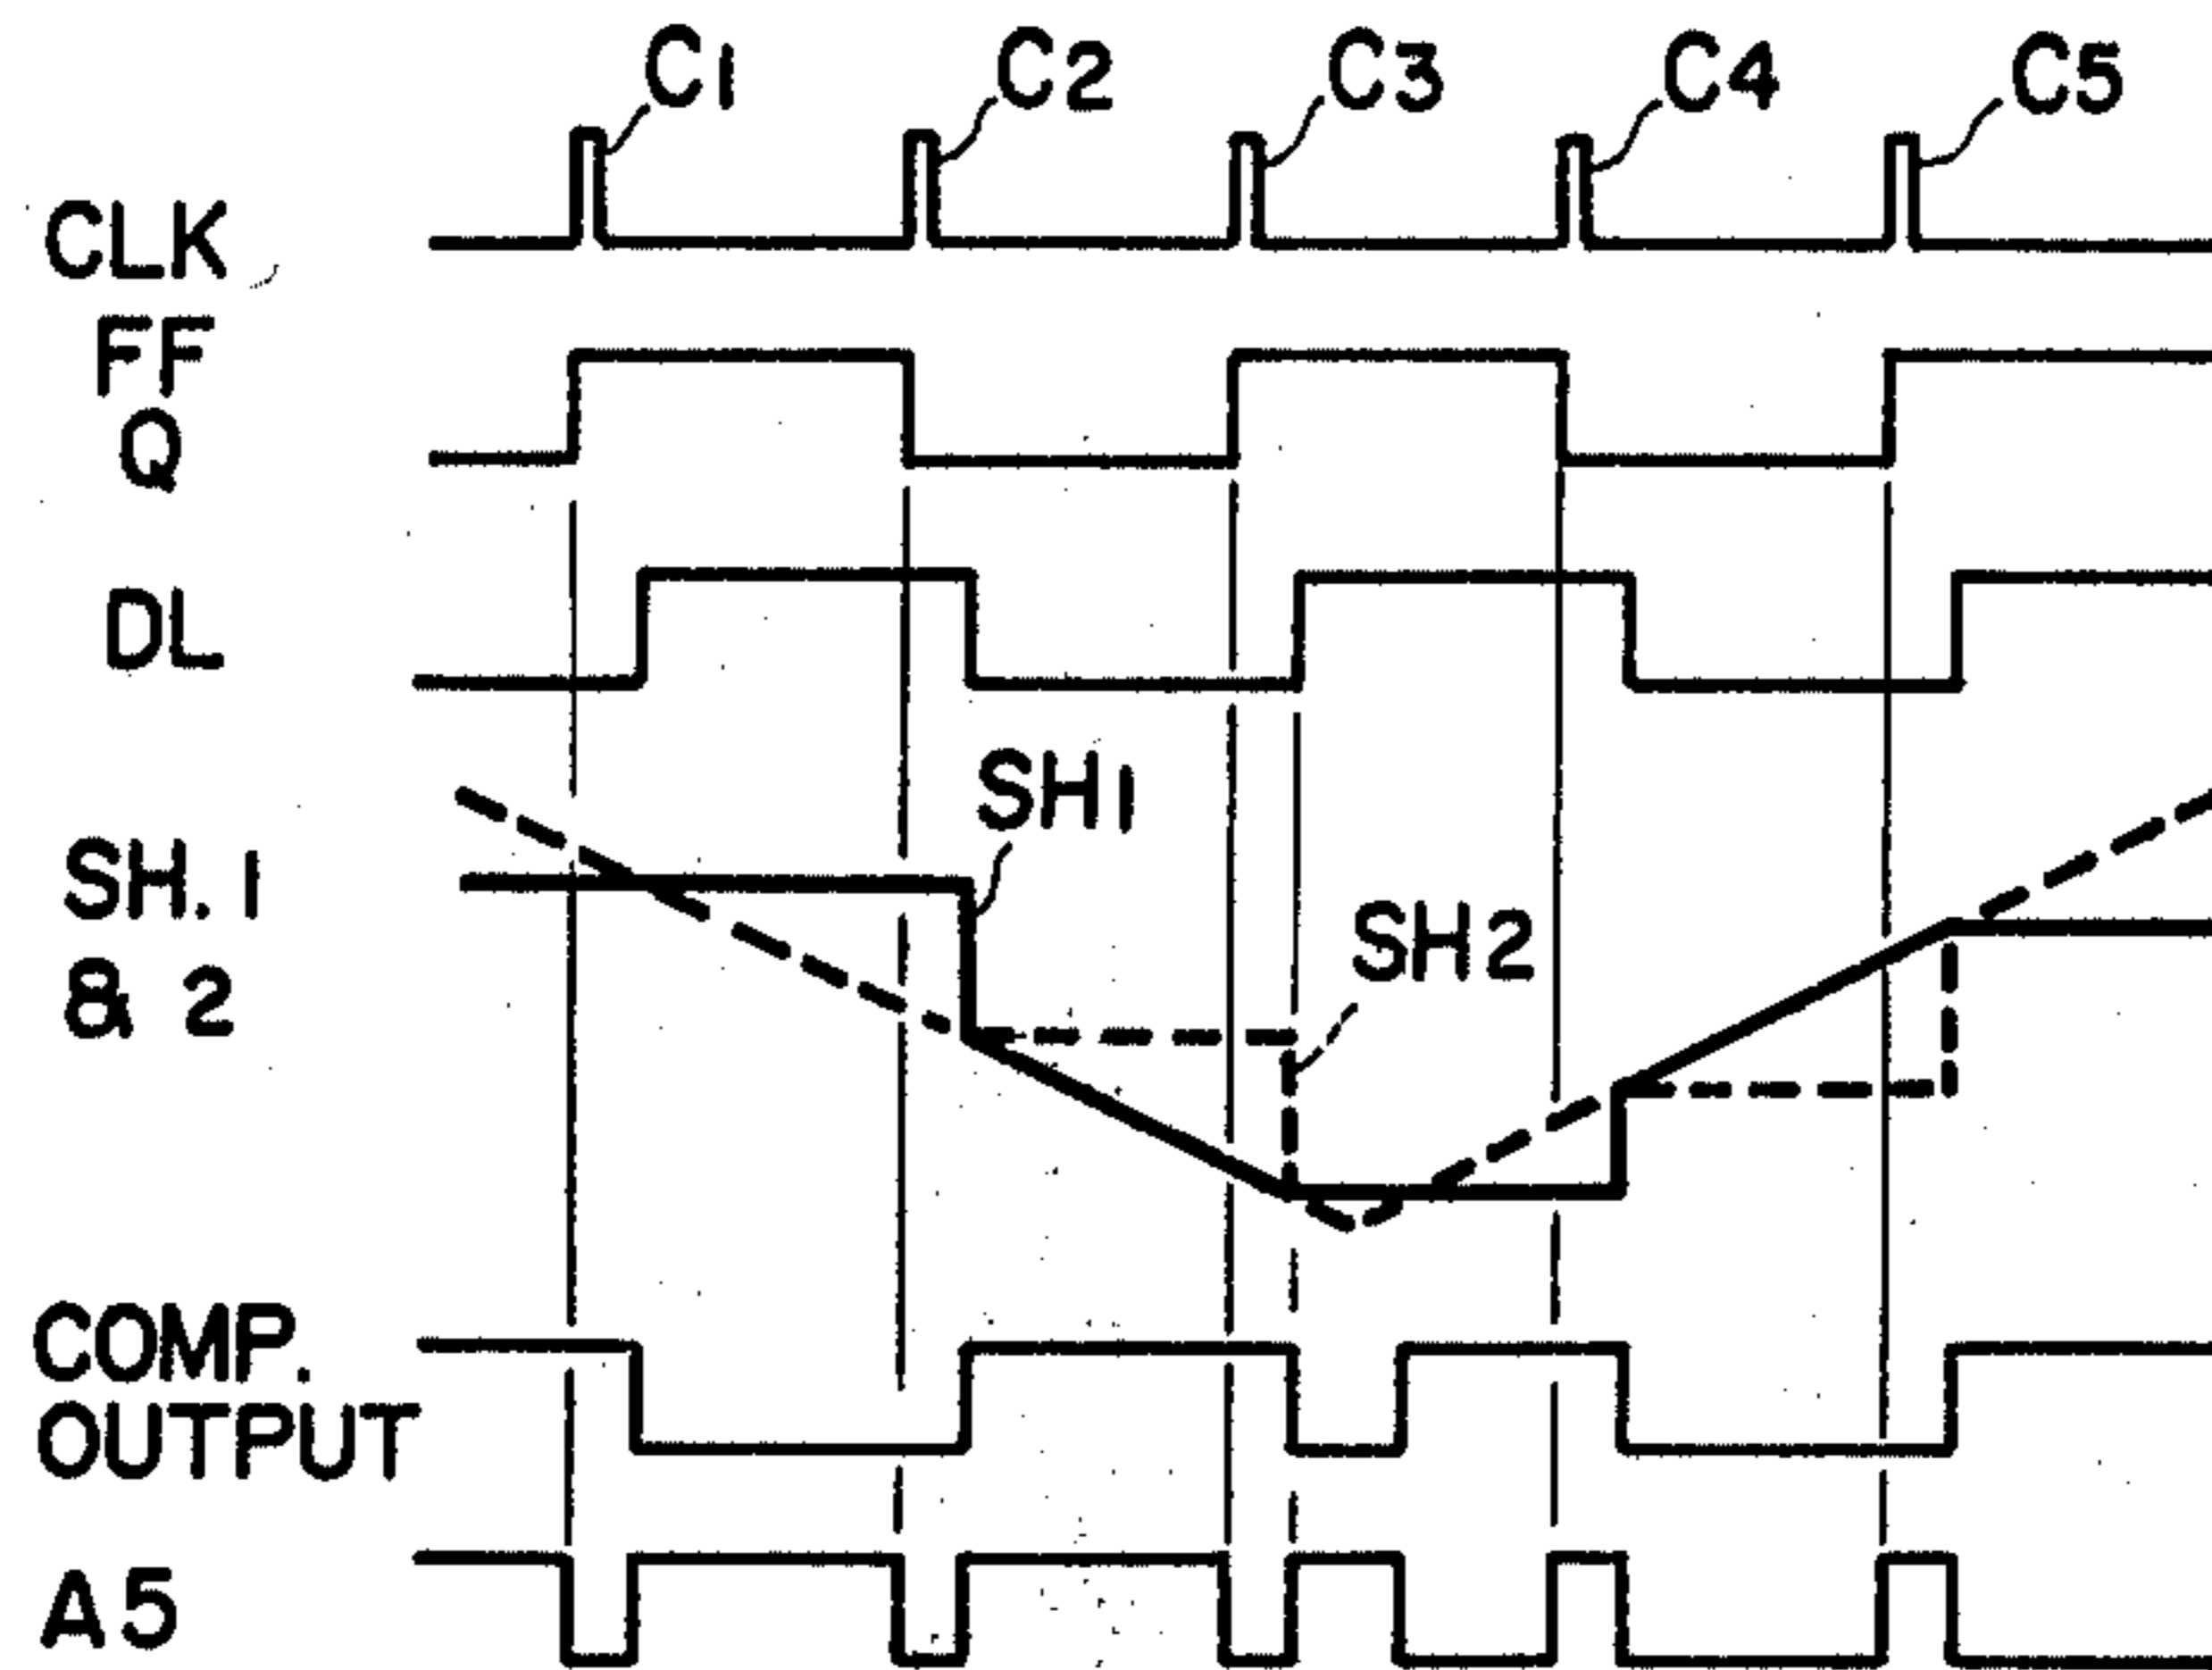 C1 C2 C3 C4 C5
CLK
FF
Q
DL
SH1
SH.1
& 2
SH2
COMP.
OUTPUT
A5